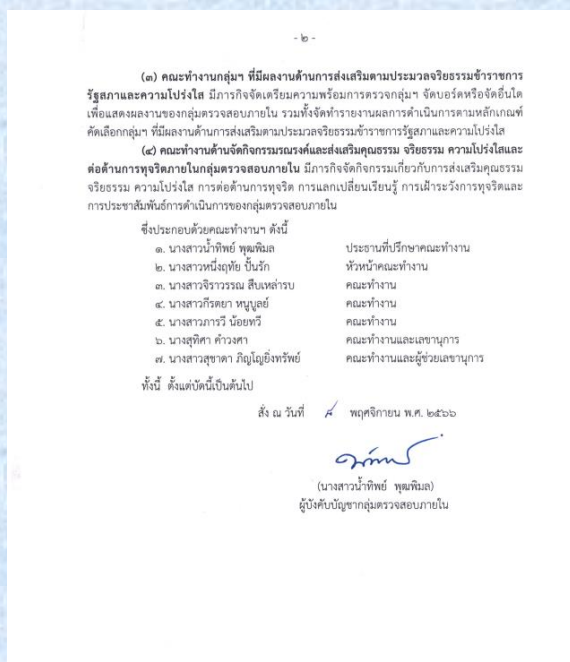 - ๒ -
(๓) คณะทำงานกลุ่มฯ ที่มีผลงานด้านการส่งเสริมตามประมวลจริยธรรมข้าราชการ
รัฐสภาและความโปร่งใส มีภารกิจจัดเตรียมความพร้อมการตรวจกลุ่มฯ จัดบอร์ดหรือจัดอื่นใด
เพื่อแสดงผลงานของกลุ่มตรวจสอบภายใน รวมทั้งจัดทำรายงานผลการดำเนินการตามหลักเกณฑ์
คัดเลือกกลุ่มฯ ที่มีผลงานด้านการส่งเสริมตามประมวลจริยธรรมข้าราชการรัฐสภาและความโปร่งใส
(๔) คณะทำงานด้านจัดกิจกรรมรณรงค์และส่งเสริมคุณธรรม จริยธรรม ความโปร่งใสและ
ต่อต้านการทุจริตภายในกลุ่มตรวจสอบภายใน มีภารกิจจัดกิจกรรมเกี่ยวกับการส่งเสริมคุณธรรม
จริยธรรม ความโปร่งใส การต่อต้านการทุจริต การแลกเปลี่ยนเรียนรู้ การเฝ้าระวังการทุจริตและ
การประชาสัมพันธ์การดำเนินการของกลุ่มตรวจสอบภายใน
ซึ่งประกอบด้วยคณะทำงานฯ ดังนี้
๑. นางสาวน้ำทิพย์ พุฒพิมล ประธานที่ปรึกษาคณะทำงาน
๒. นางสาวหนึ่งฤทัย ปั้นรัก หัวหน้าคณะทำงาน
๓. นางสาวจิราวรรณ สืบเหล่ารบ คณะทำงาน
๔. นางสาวกีรตยา หนูบูลย์ คณะทำงาน
๕. นางสาวภารวี น้อยทวี คณะทำงาน
๖. นางสุทิศา คำวงศา คณะทำงานและเลขานุการ
๗. นางสาวสุชาดา ภิญโญยิ่งทรัพย์ คณะทำงานและผู้ช่วยเลขานุการ
ทั้งนี้ ตั้งแต่บัดนี้เป็นต้นไป
สั่ง ณ วันที่ พฤศจิกายน พ.ศ. ๒๕๖๖
(นางสาวน้ำทิพย์ พุฒพิมล)
ผู้บังคับบัญชากลุ่มตรวจสอบภายใน